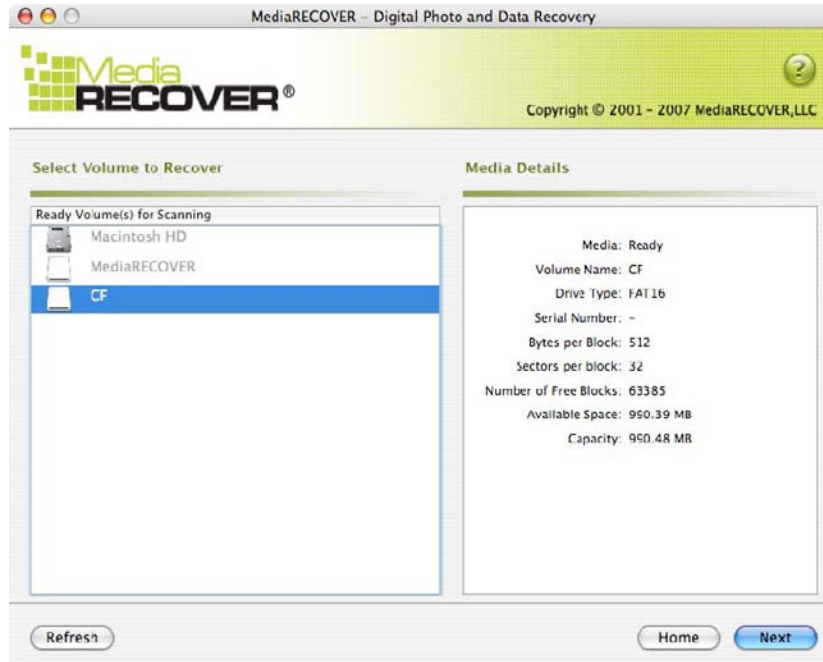 MediaRECOVER – Digital Photo and Data Recovery
Media
RECOVER®
?
Copyright © 2001 – 2007 MediaRECOVER,LLC
Select Volume to Recover
Media Details
Ready Volume(s) for Scanning
Macintosh HD
MediaRECOVER
CF
Media: Ready
Volume Name: CF
Drive Type: FAT16
Serial Number: –
Bytes per Block: 512
Sectors per block: 32
Number of Free Blocks: 63385
Available Space: 990.39 MB
Capacity: 990.48 MB
Refresh
Home
Next